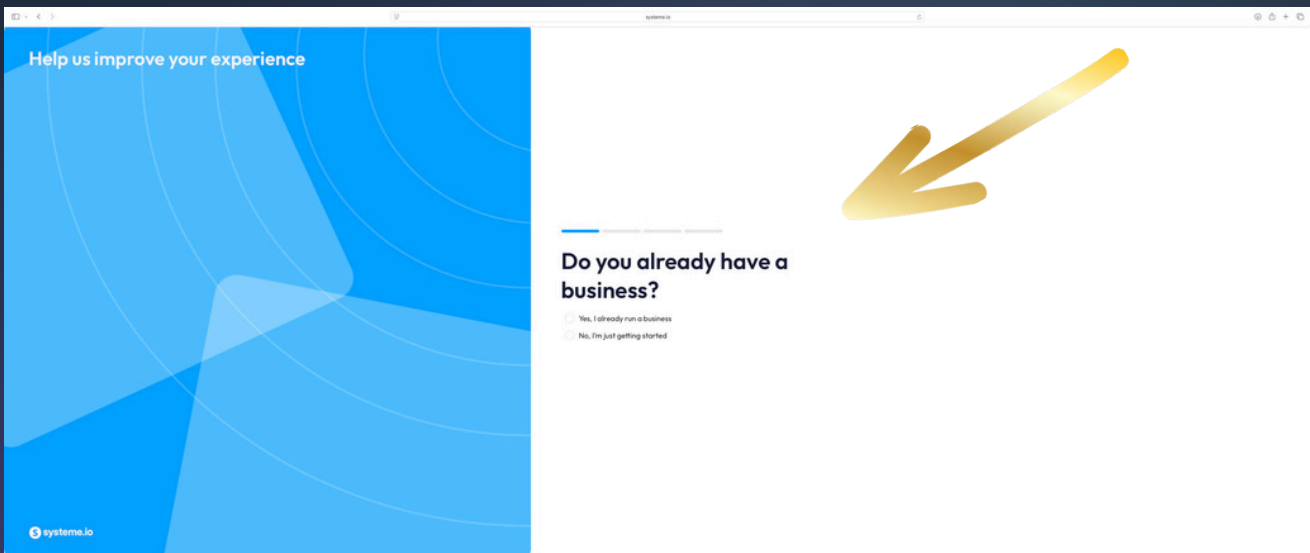 systeme.io
Help us improve your experience
Do you already have a
business?
Yes, I already run a business
No, I'm just getting started
systeme.io